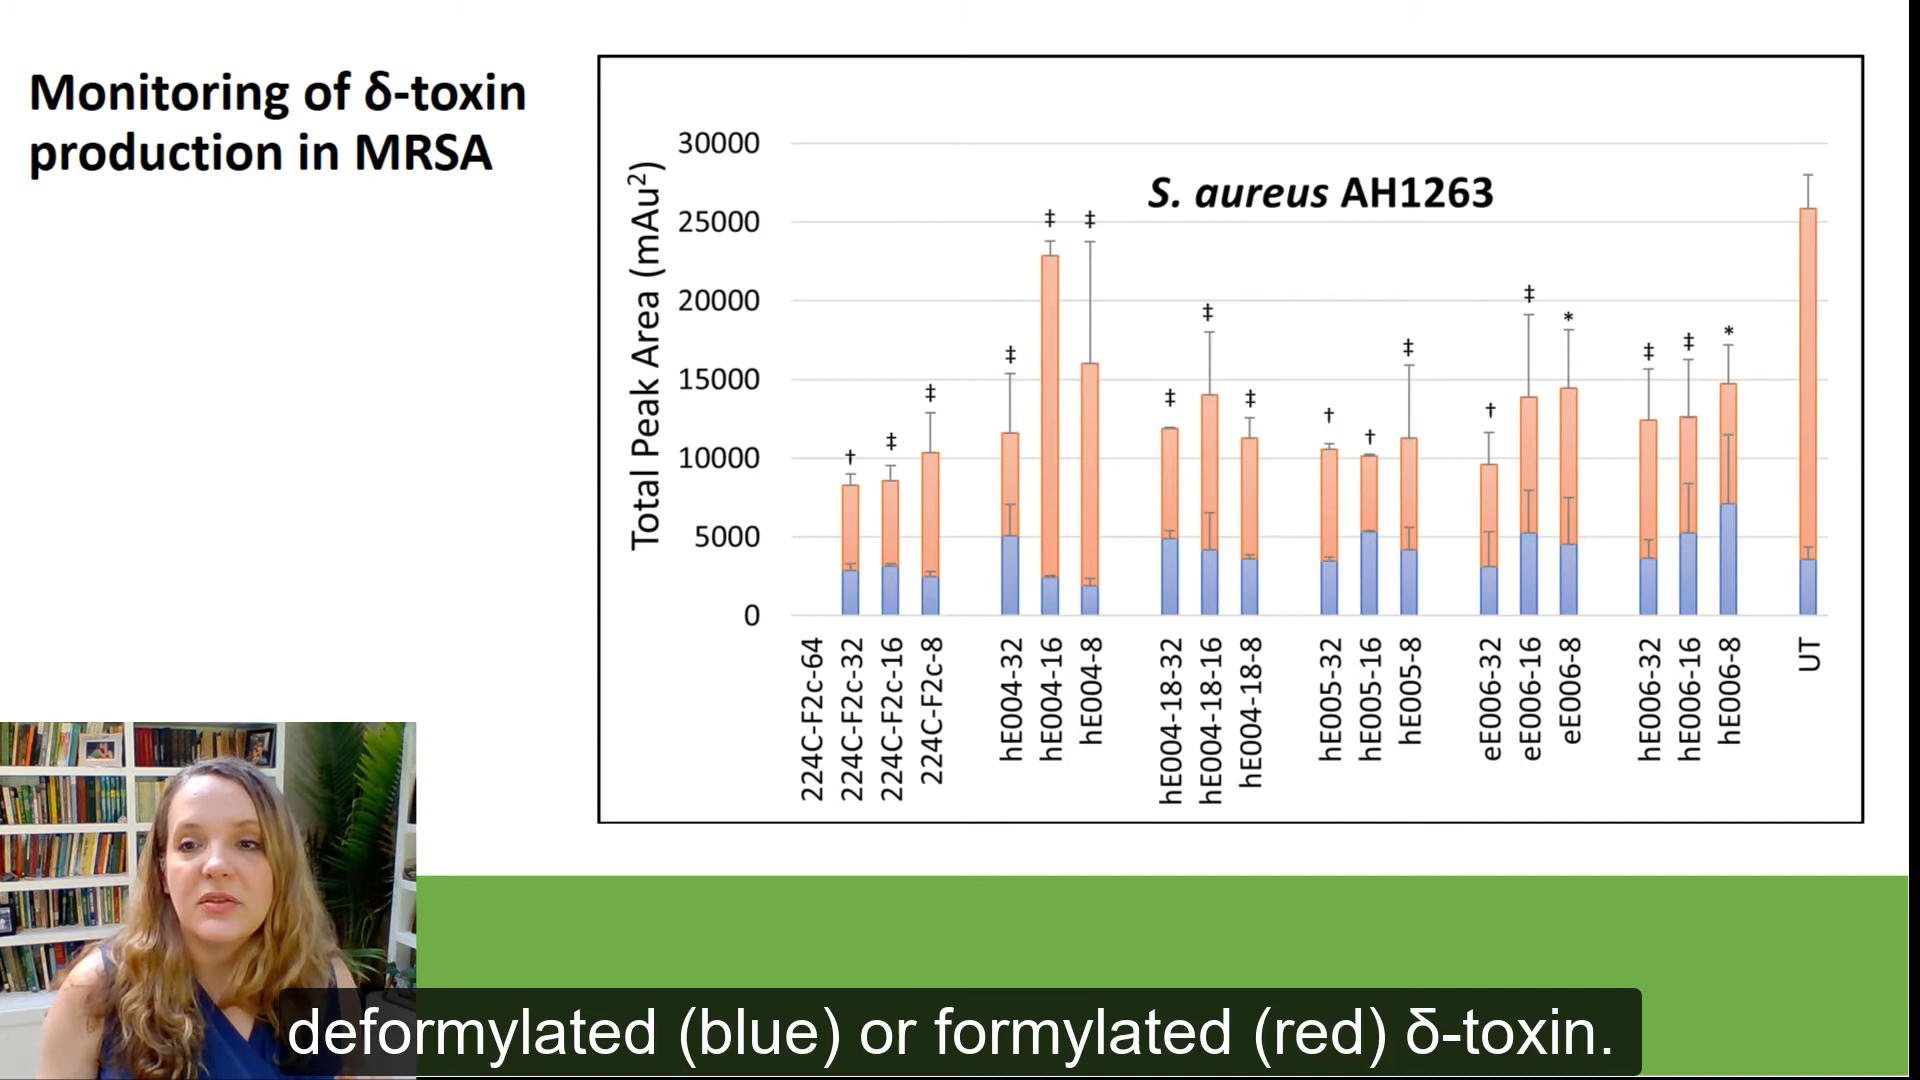 Monitoring of δ-toxin
production in MRSA
S. aureus AH1263
Total Peak Area (mAu²)
30000
25000
20000
15000
10000
5000
0
‡ ‡
‡ † ‡ ‡ ‡ ‡ ‡ ‡ † † ‡ † ‡ * ‡ ‡ *
224C-F2c-64
224C-F2c-32
224C-F2c-16
224C-F2c-8
hE004-32
hE004-16
hE004-8
hE004-18-32
hE004-18-16
hE004-18-8
hE005-32
hE005-16
hE005-8
eE006-32
eE006-16
eE006-8
hE006-32
hE006-16
hE006-8
UT
deformylated (blue) or formylated (red) δ-toxin.